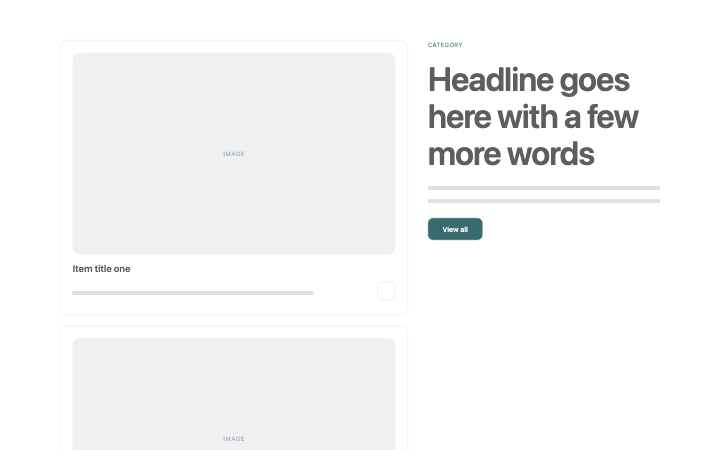 IMAGE
Item title one
IMAGE
CATEGORY
Headline goes
here with a few
more words
View all